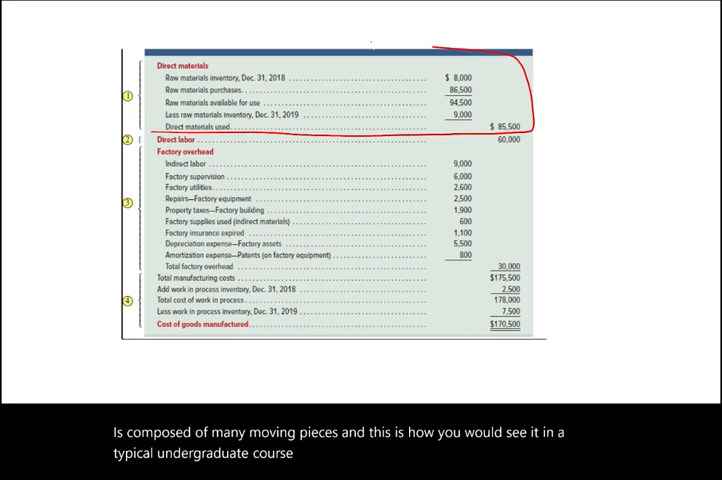 Direct materials
Raw materials inventory, Dec. 31, 2018 ........ $ 8,000
Raw materials purchases........ 86,500
Raw materials available for use ........ 94,500
Less raw materials inventory, Dec. 31, 2019 ........ 9,000
① Direct materials used........ $ 85,500
② Direct labor ........ 60,000
Factory overhead
Indirect labor ........ 9,000
Factory supervision ........ 6,000
Factory utilities........ 2,600
③ Repairs—Factory equipment ........ 2,500
Property taxes—Factory building ........ 1,900
Factory supplies used (indirect materials) ........ 600
Factory insurance expired ........ 1,100
Depreciation expense—Factory assets ........ 5,500
Amortization expense—Patents (on factory equipment) ........ 800
Total factory overhead ........ 30,000
Total manufacturing costs ........ $175,500
Add work in process inventory, Dec. 31, 2018 ........ 2,500
④ Total cost of work in process........ 178,000
Less work in process inventory, Dec. 31, 2019 ........ 7,500
Cost of goods manufactured........ $170,500
Is composed of many moving pieces and this is how you would see it in a
typical undergraduate course